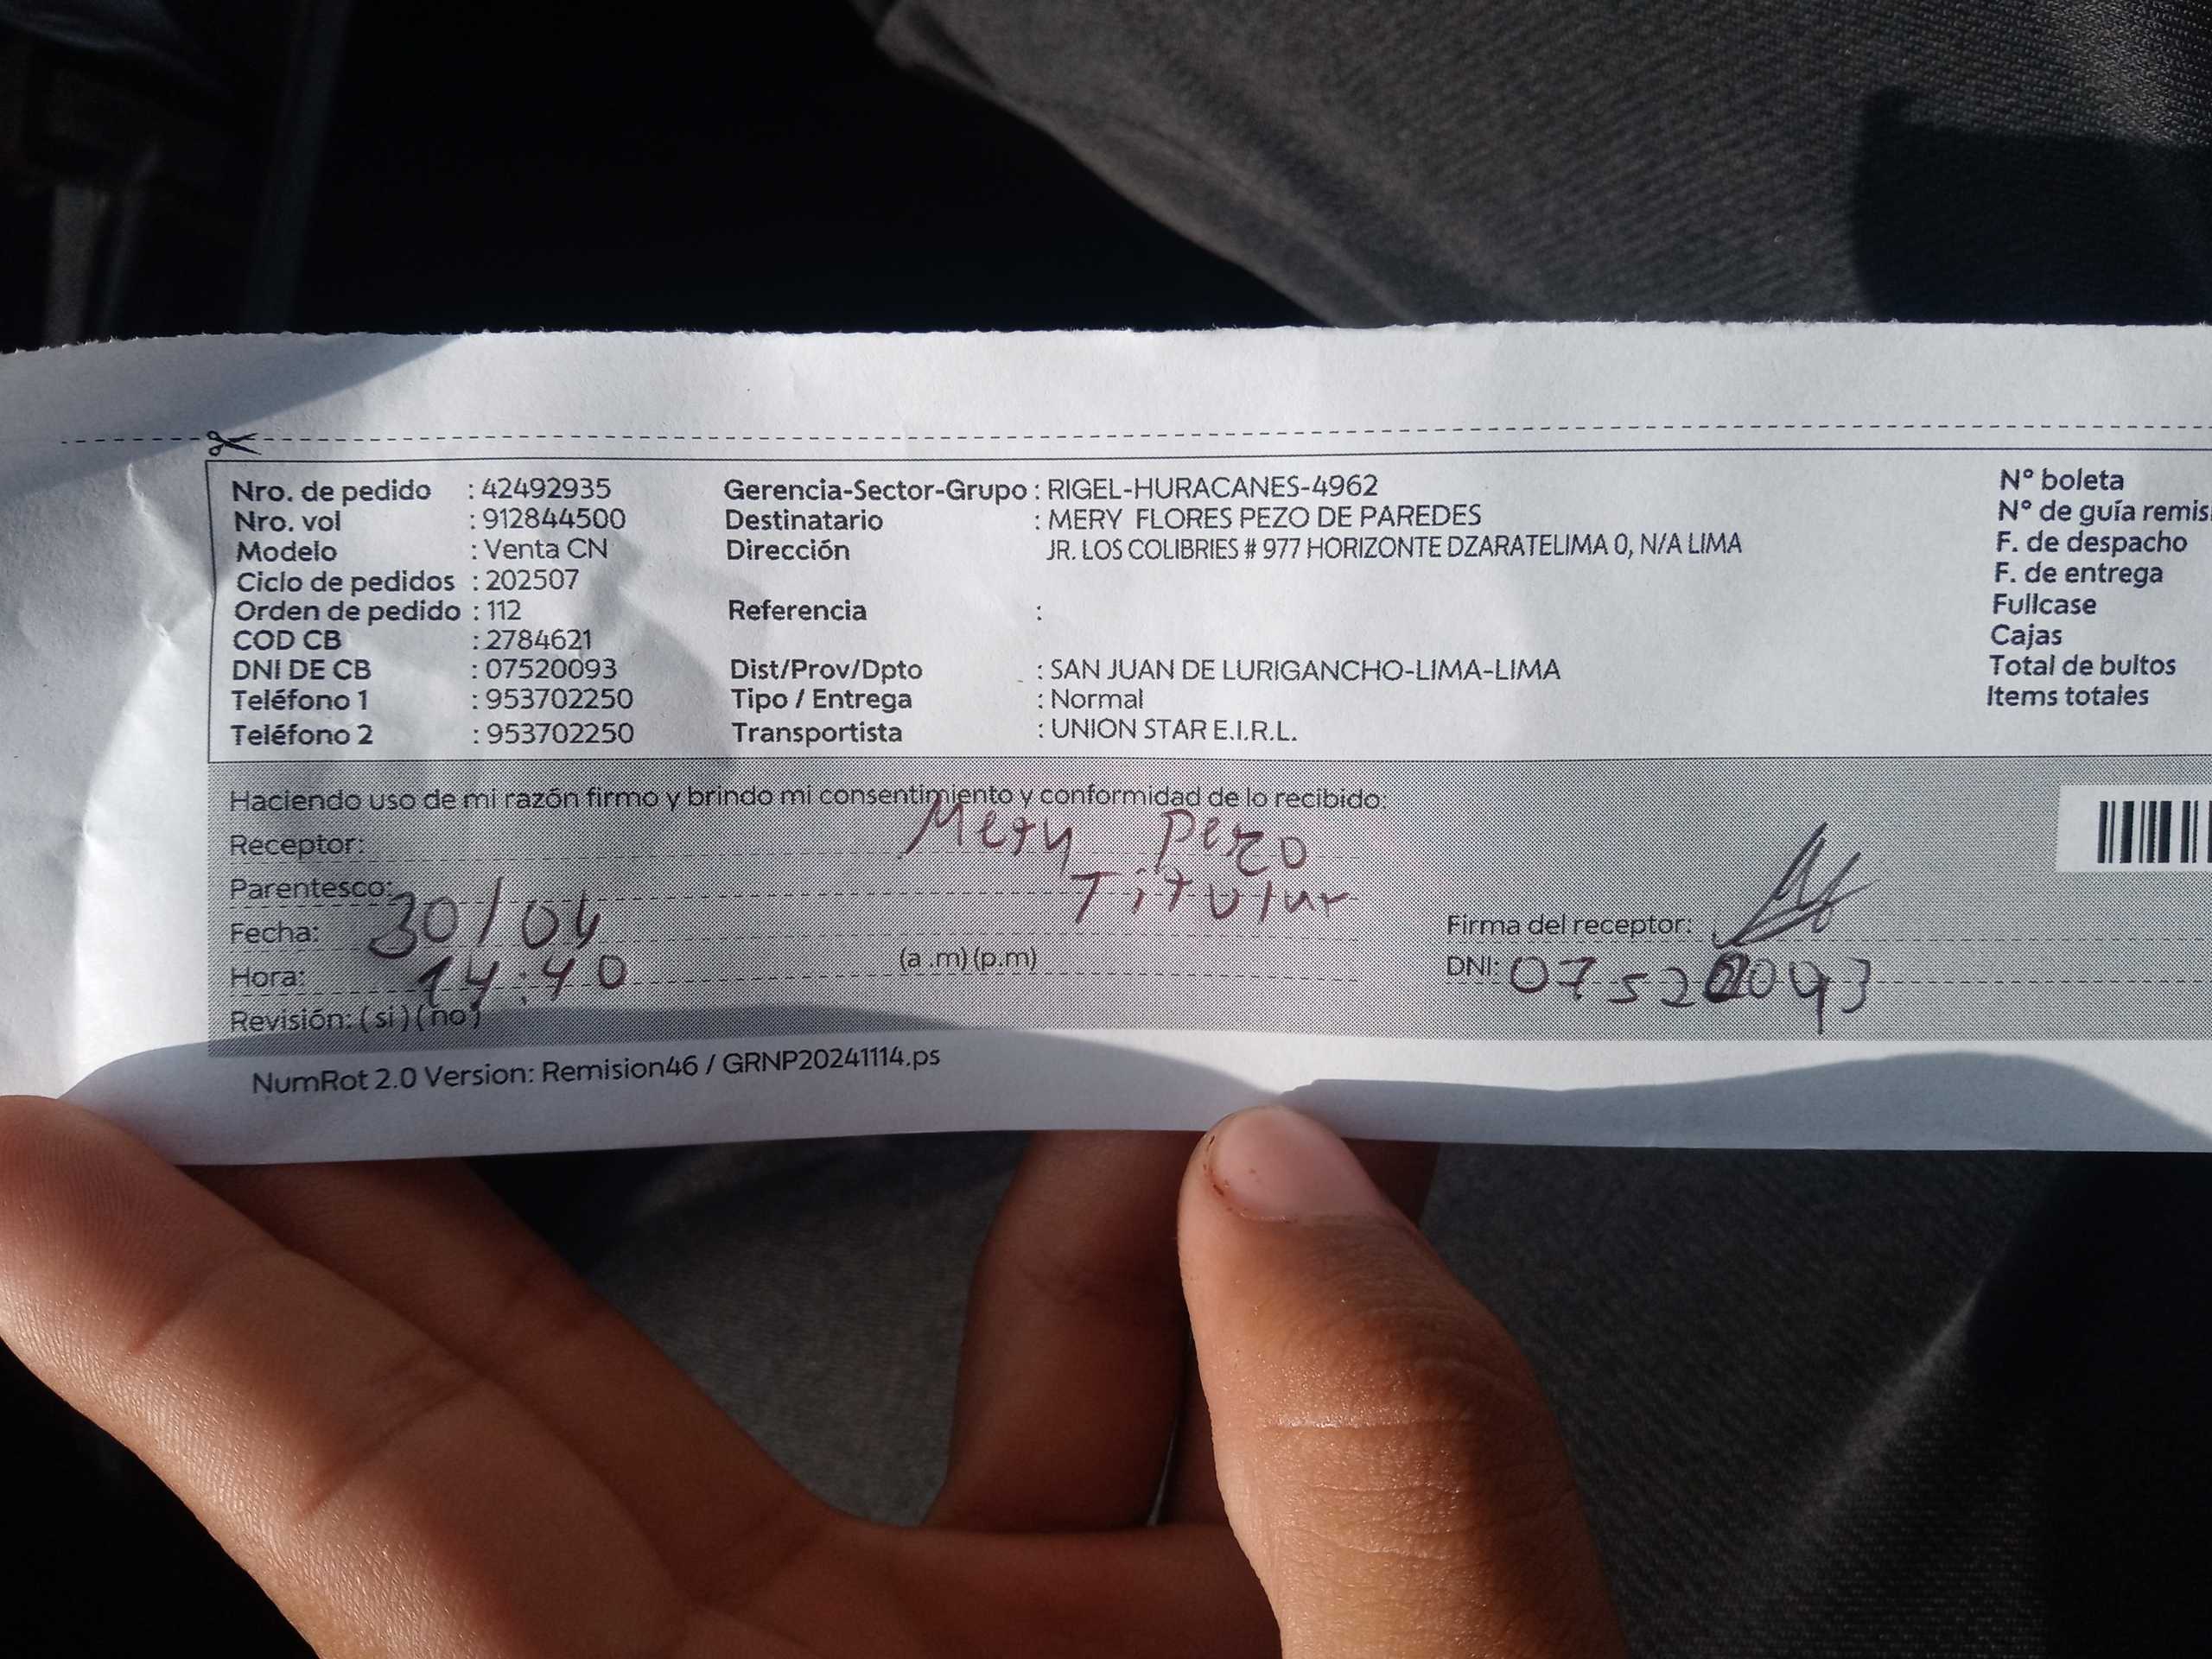 Nro. de pedido : 42492935 Gerencia-Sector-Grupo : RIGEL-HURACANES-4962 N° boleta
Nro. vol : 912844500 Destinatario : MERY FLORES PEZO DE PAREDES N° de guía remis
Modelo : Venta CN Dirección JR. LOS COLIBRIES # 977 HORIZONTE DZARATELIMA 0, N/A LIMA F. de despacho
Ciclo de pedidos : 202507 F. de entrega
Orden de pedido : 112 Referencia : Fullcase
COD CB : 2784621 Cajas
DNI DE CB : 07520093 Dist/Prov/Dpto : SAN JUAN DE LURIGANCHO-LIMA-LIMA Total de bultos
Teléfono 1 : 953702250 Tipo / Entrega : Normal Items totales
Teléfono 2 : 953702250 Transportista : UNION STAR E.I.R.L.
Haciendo uso de mi razón firmo y brindo mi consentimiento y conformidad de lo recibido:
Receptor: Mery Pezo
Parentesco: Titular
Fecha: 30/04 Firma del receptor:
Hora: 14:40 (a .m) (p.m) DNI: 07520093
Revisión: ( si ) ( no )
NumRot 2.0 Version: Remision46 / GRNP20241114.ps